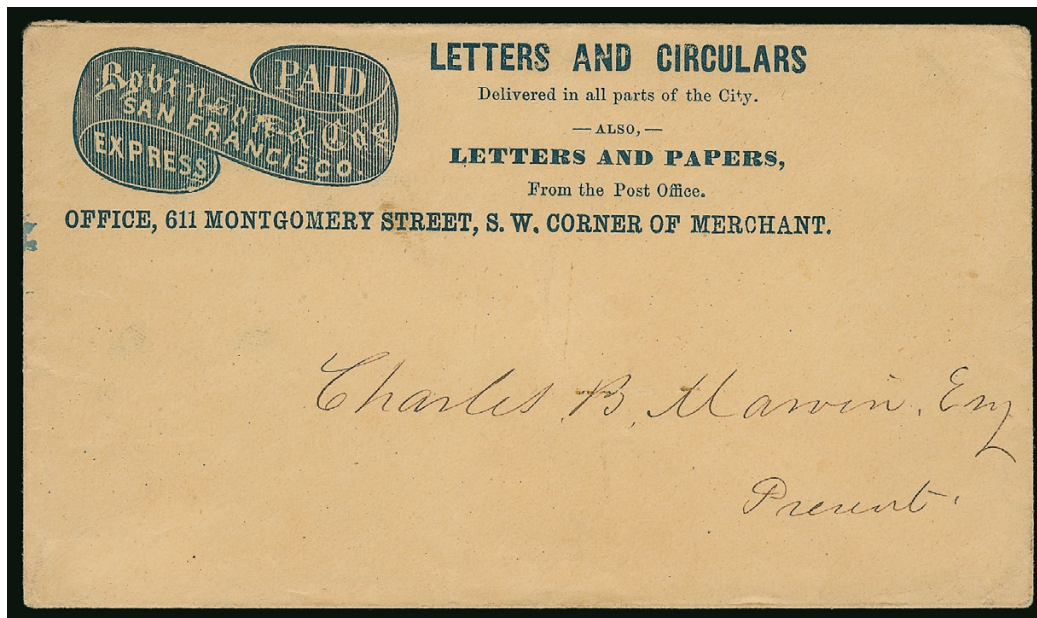 PAID
Robinson & Co's
SAN FRANCISCO.
EXPRESS
LETTERS AND CIRCULARS
Delivered in all parts of the City.
— ALSO, —
LETTERS AND PAPERS,
From the Post Office.
OFFICE, 611 MONTGOMERY STREET, S. W. CORNER OF MERCHANT.
Charles B. Marvin. Esq
Present.